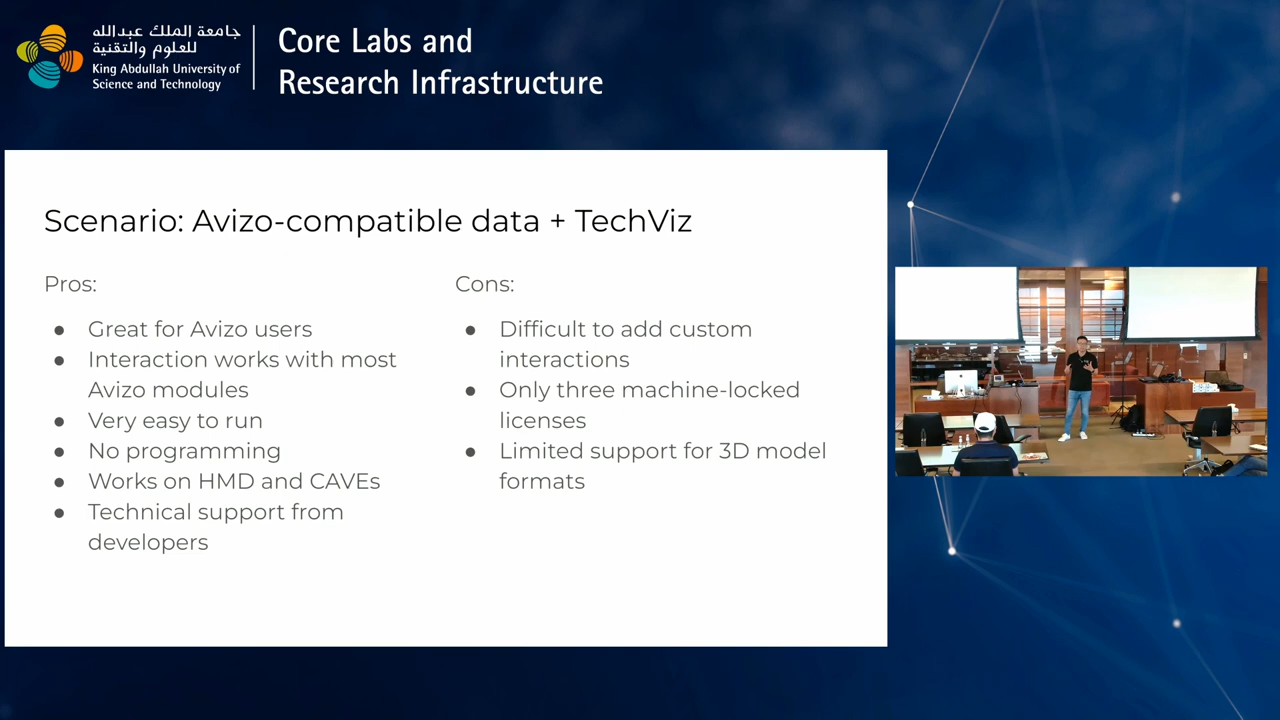 جامعة الملك عبدالله
للعلوم والتقنية
King Abdullah University of
Science and Technology
Core Labs and
Research Infrastructure
Scenario: Avizo-compatible data + TechViz
Pros:
● Great for Avizo users
● Interaction works with most
Avizo modules
● Very easy to run
● No programming
● Works on HMD and CAVEs
● Technical support from
developers
Cons:
● Difficult to add custom
interactions
● Only three machine-locked
licenses
● Limited support for 3D model
formats